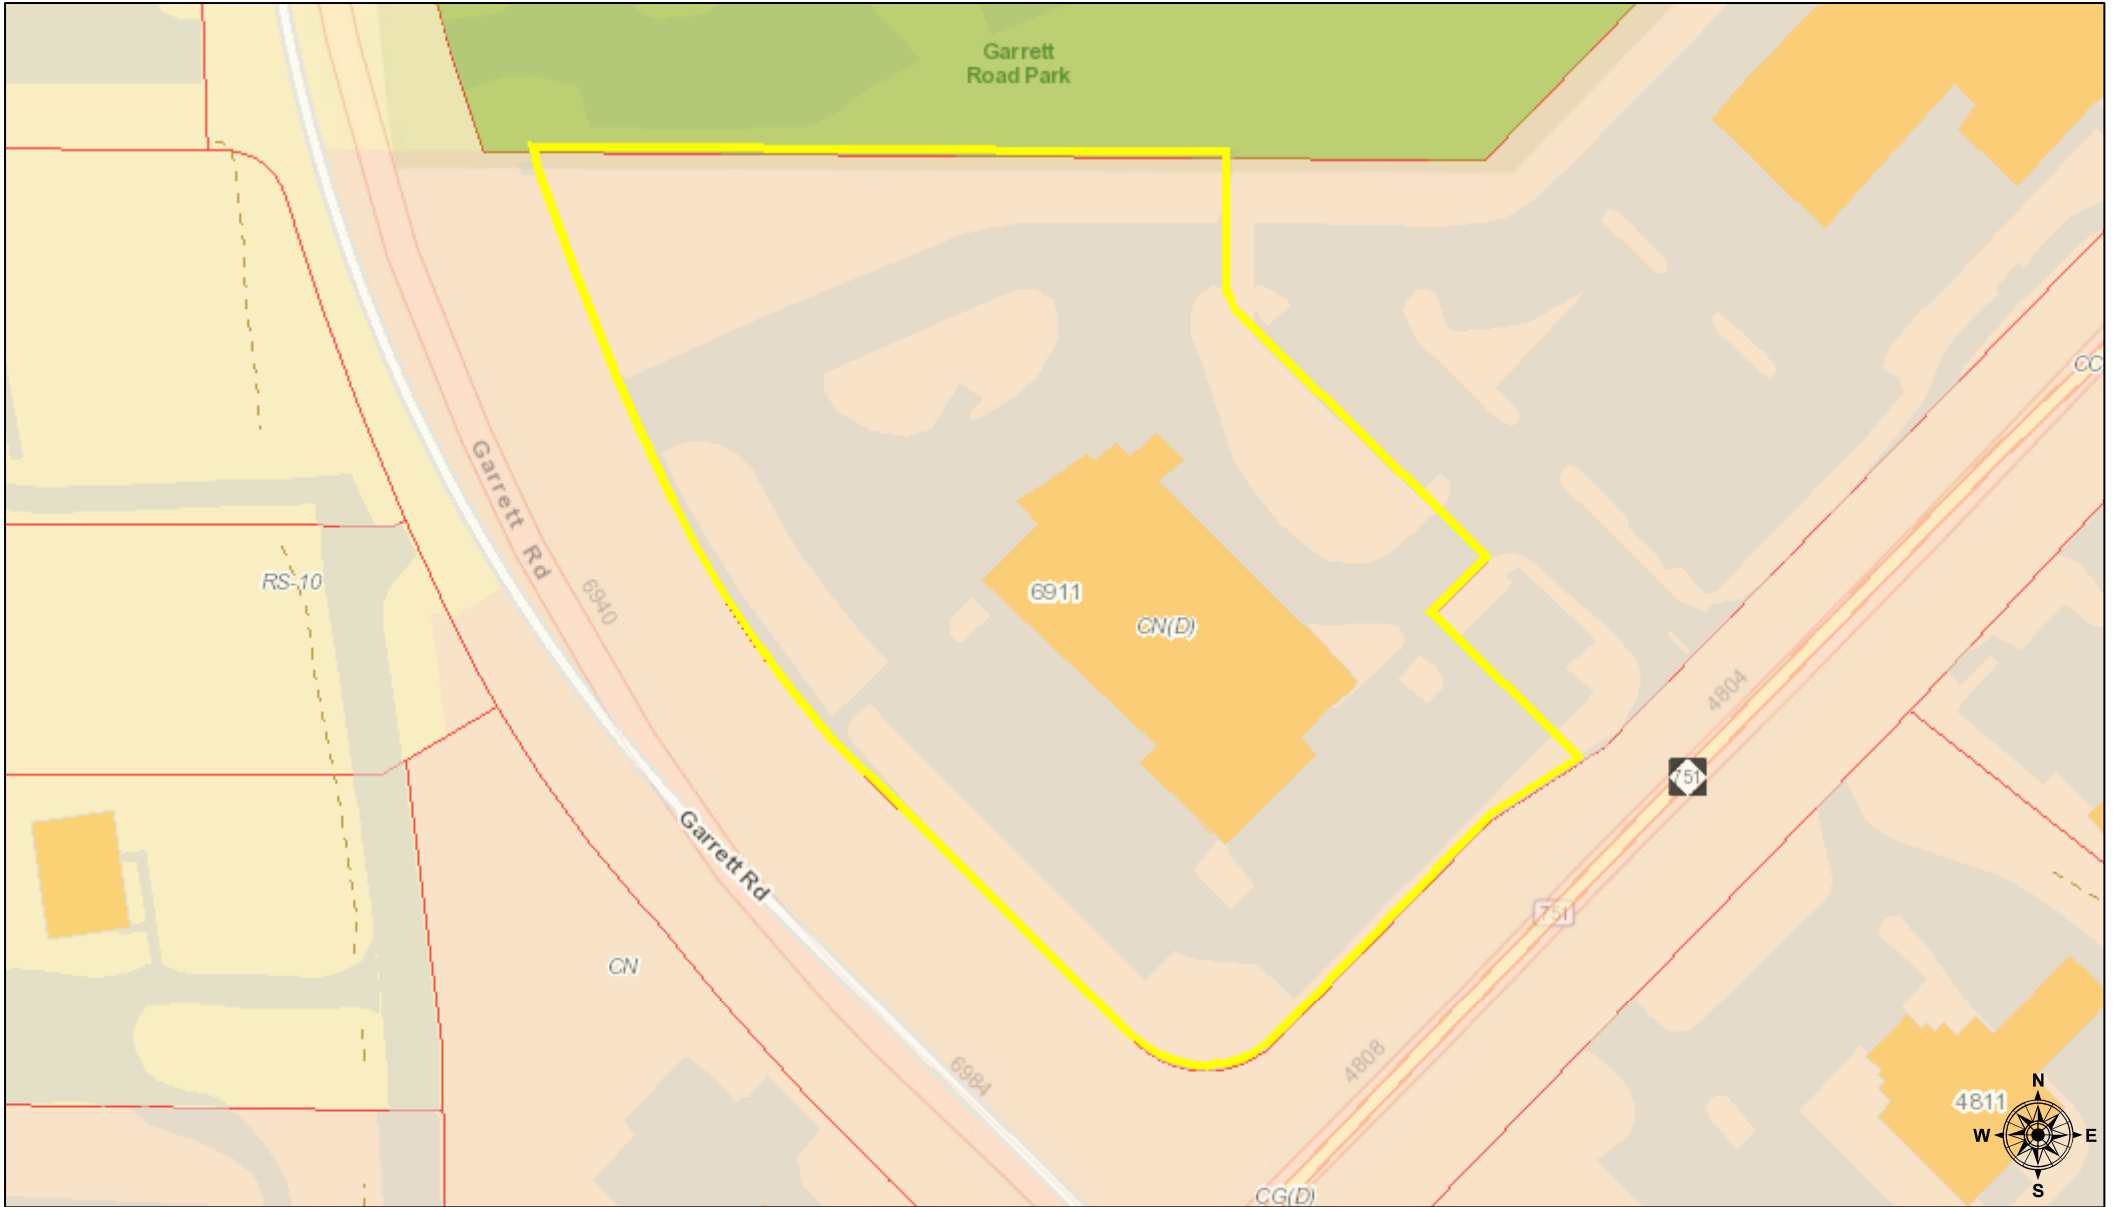 Garrett
Road Park
CC
Garrett Rd
6940
RS-10
6911
CN(D)
4804
751
Garrett Rd
751
CN
6984
4808
4811
N
W
E
S
CG(D)